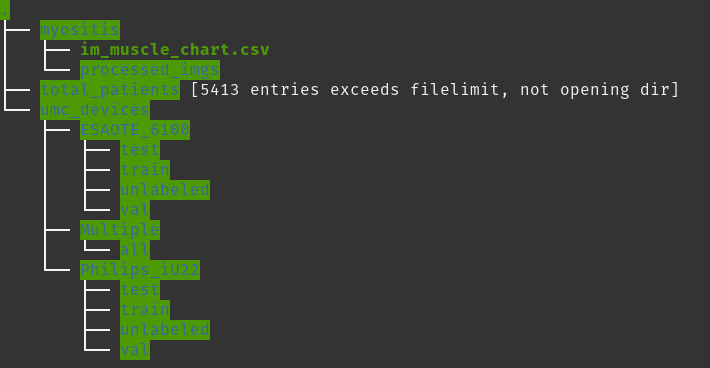 .
├── myositis
│   ├── im_muscle_chart.csv
│   └── processed_imgs
├── total_patients [5413 entries exceeds filelimit, not opening dir]
└── umc_devices
    ├── ESAOTE_6100
    │   ├── test
    │   ├── train
    │   ├── unlabeled
    │   └── val
    ├── Multiple
    │   └── all
    └── Philips_iU22
        ├── test
        ├── train
        ├── unlabeled
        └── val